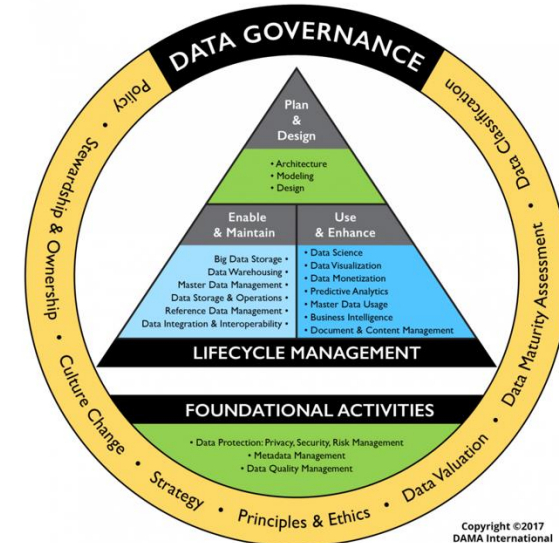 DATA GOVERNANCE
Policy • Stewardship & Ownership • Culture Change • Strategy • Principles & Ethics • Data Valuation • Data Maturity Assessment • Data Classification
Plan
&
Design
• Architecture
• Modeling
• Design
Enable
& Maintain
Big Data Storage •
Data Warehousing •
Master Data Management •
Data Storage & Operations •
Reference Data Management •
Data Integration & Interoperability •
Use
& Enhance
• Data Science
• Data Visualization
• Data Monetization
• Predictive Analytics
• Master Data Usage
• Business Intelligence
• Document & Content Management
LIFECYCLE MANAGEMENT
FOUNDATIONAL ACTIVITIES
• Data Protection: Privacy, Security, Risk Management
• Metadata Management
• Data Quality Management
Copyright ©2017
DAMA International